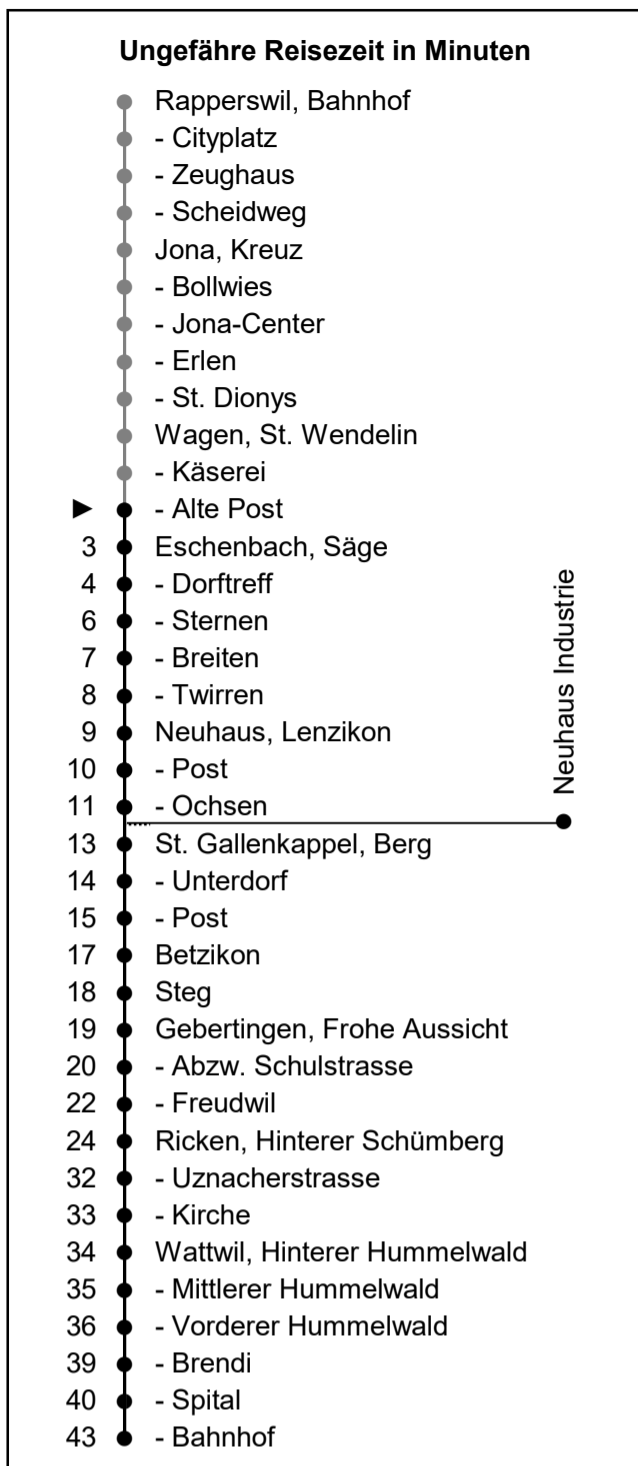 Ungefähre Reisezeit in Minuten
Rapperswil, Bahnhof
- Cityplatz
- Zeughaus
- Scheidweg
Jona, Kreuz
- Bollwies
- Jona-Center
- Erlen
- St. Dionys
Wagen, St. Wendelin
- Käserei
- Alte Post
3 Eschenbach, Säge
4 - Dorftreff
6 - Sternen
7 - Breiten
8 - Twirren
9 Neuhaus, Lenzikon
10 - Post
11 - Ochsen
Neuhaus Industrie
13 St. Gallenkappel, Berg
14 - Unterdorf
15 - Post
17 Betzikon
18 Steg
19 Gebertingen, Frohe Aussicht
20 - Abzw. Schulstrasse
22 - Freudwil
24 Ricken, Hinterer Schümberg
32 - Uznacherstrasse
33 - Kirche
34 Wattwil, Hinterer Hummelwald
35 - Mittlerer Hummelwald
36 - Vorderer Hummelwald
39 - Brendi
40 - Spital
43 - Bahnhof